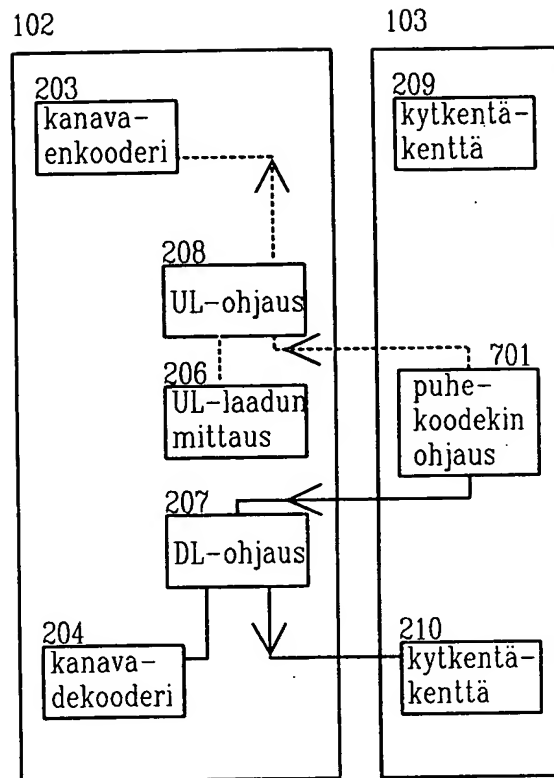 102
103
203
kanava-
enkooderi
209
kytkentä-
kenttä
208
UL-ohjaus
206
UL-laadun
mittaus
701
puhe-
koodekin
ohjaus
207
DL-ohjaus
204
kanava-
dekooderi
210
kytkentä-
kenttä